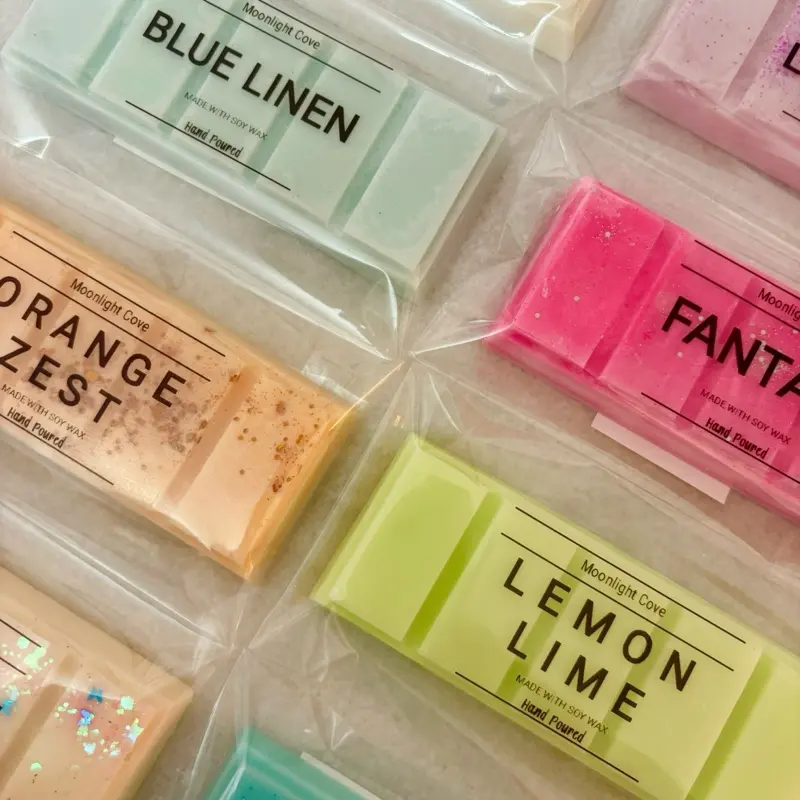 Moonlight Cove
BLUE LINEN
MADE WITH SOY WAX
Hand Poured
Moonlight Cove
ORANGE
ZEST
MADE WITH SOY WAX
Hand Poured
FANTA
MADE WITH SOY WAX
Hand Poured
Moonlight Cove
LEMON
LIME
MADE WITH SOY WAX
Hand Poured